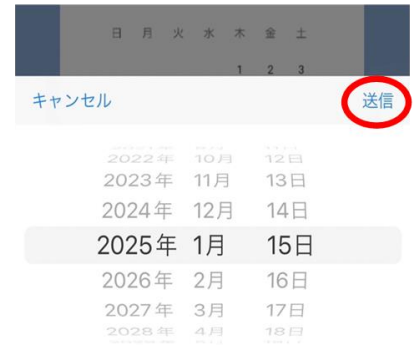 日 月 火 水 木 金 土
1 2 3
キャンセル 送信
2022年 10月 12日
2023年 11月 13日
2024年 12月 14日
2025年 1月 15日
2026年 2月 16日
2027年 3月 17日
2028年 4月 18日